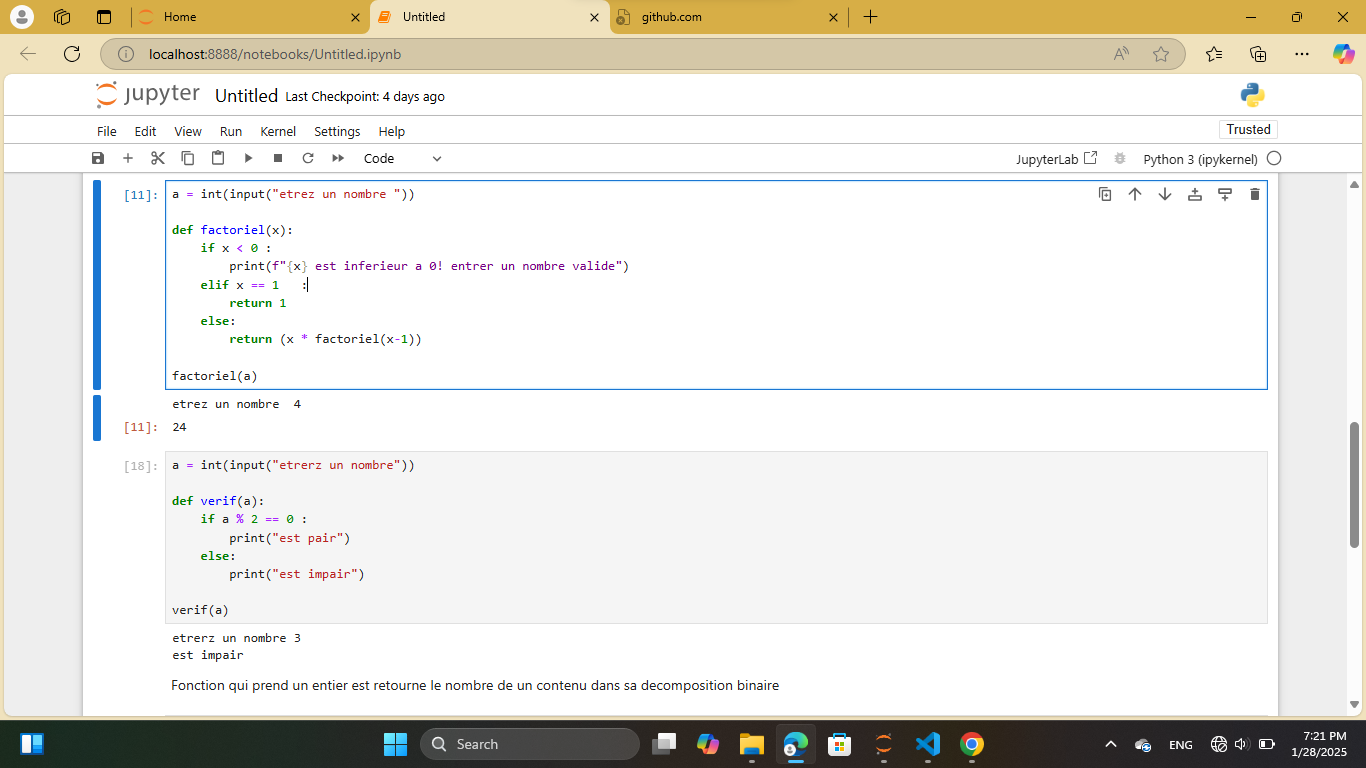 Home
Untitled
github.com
localhost:8888/notebooks/Untitled.ipynb
jupyter Untitled Last Checkpoint: 4 days ago
File Edit View Run Kernel Settings Help
Trusted
Code
JupyterLab
Python 3 (ipykernel)
[11]: a = int(input("etrez un nombre "))
def factoriel(x):
    if x < 0 :
        print(f"{x} est inferieur a 0! entrer un nombre valide")
    elif x == 1   :
        return 1
    else:
        return (x * factoriel(x-1))
factoriel(a)
etrez un nombre  4
[11]: 24
[18]: a = int(input("etrerz un nombre"))
def verif(a):
    if a % 2 == 0 :
        print("est pair")
    else:
        print("est impair")
verif(a)
etrerz un nombre 3
est impair
Fonction qui prend un entier est retourne le nombre de un contenu dans sa decomposition binaire
Search
ENG
7:21 PM
1/28/2025